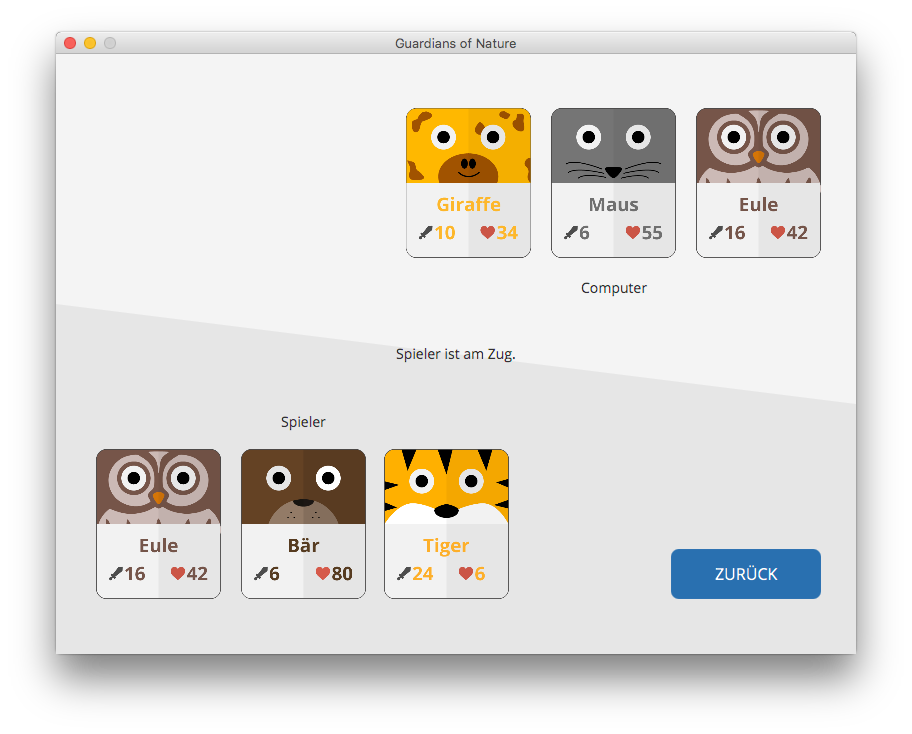 Guardians of Nature
Giraffe Maus Eule
10 34 6 55 16 42
Computer
Spieler ist am Zug.
Spieler
Eule Bär Tiger
16 42 6 80 24 6
ZURÜCK